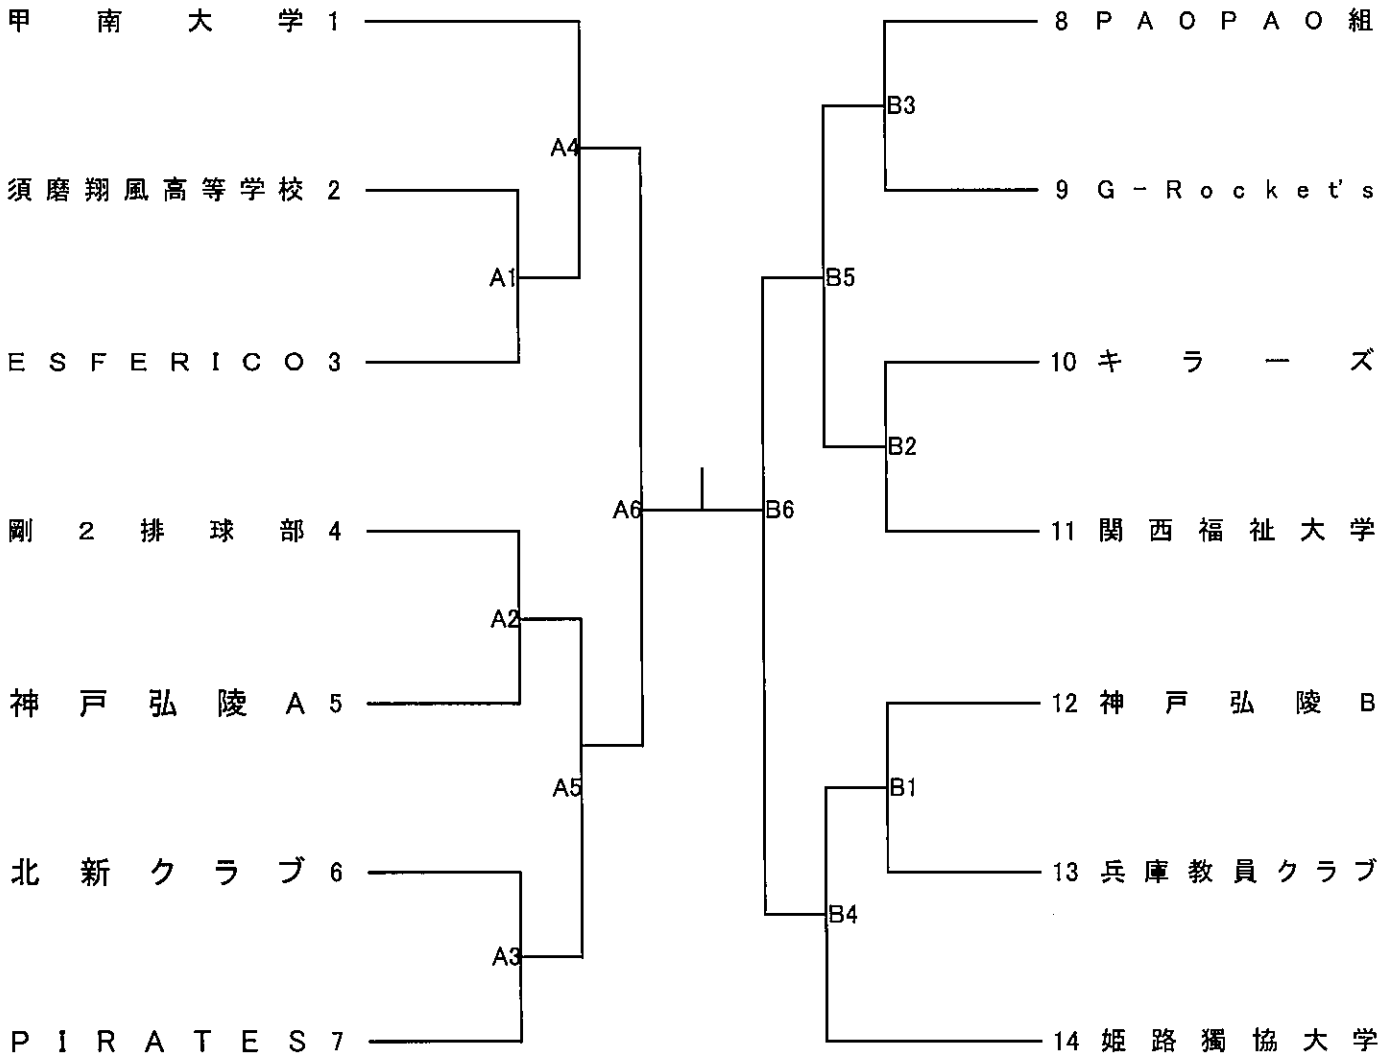 甲南大学 1
須磨翔風高等学校 2
ESFERICO 3
剛2排球部 4
神戸弘陵A 5
北新クラブ 6
PIRATES 7
A4
A1
A6
A2
A5
A3
B3
B5
B2
B6
B1
B4
8 PAOPAO組
9 G-Rocket's
10 キラーズ
11 関西福祉大学
12 神戸弘陵B
13 兵庫教員クラブ
14 姫路獨協大学